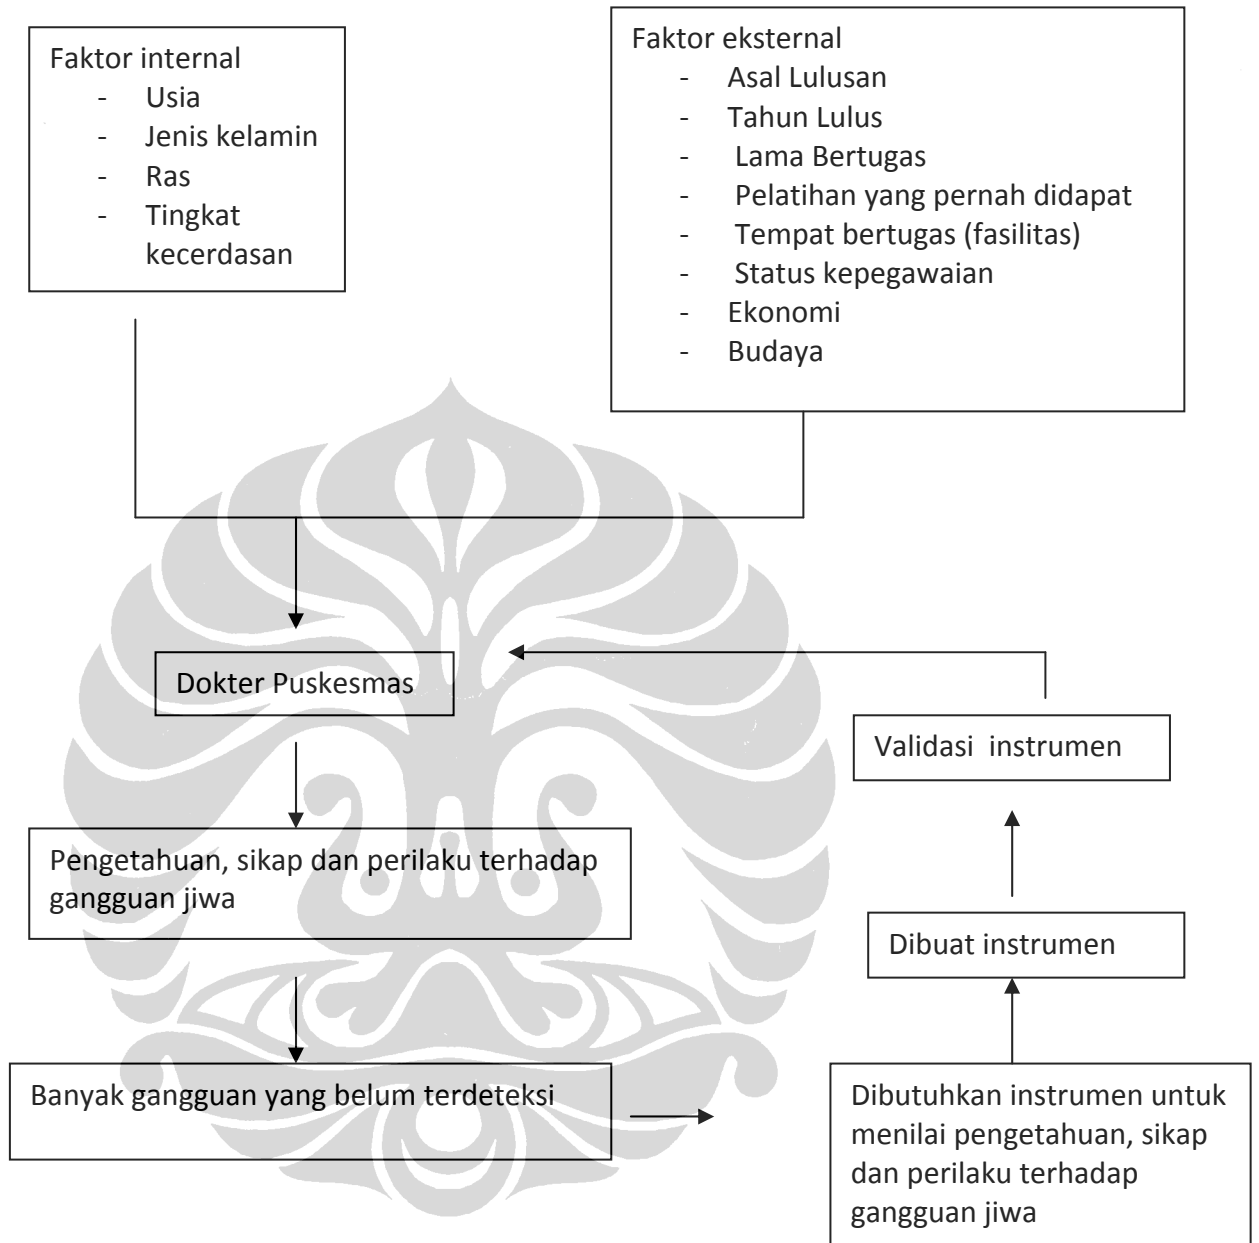 Faktor internal
- Usia
- Jenis kelamin
- Ras
- Tingkat
kecerdasan
Faktor eksternal
- Asal Lulusan
- Tahun Lulus
- Lama Bertugas
- Pelatihan yang pernah didapat
- Tempat bertugas (fasilitas)
- Status kepegawaian
- Ekonomi
- Budaya
Dokter Puskesmas
Pengetahuan, sikap dan perilaku terhadap
gangguan jiwa
Banyak gangguan yang belum terdeteksi
Dibutuhkan instrumen untuk
menilai pengetahuan, sikap
dan perilaku terhadap
gangguan jiwa
Dibuat instrumen
Validasi instrumen